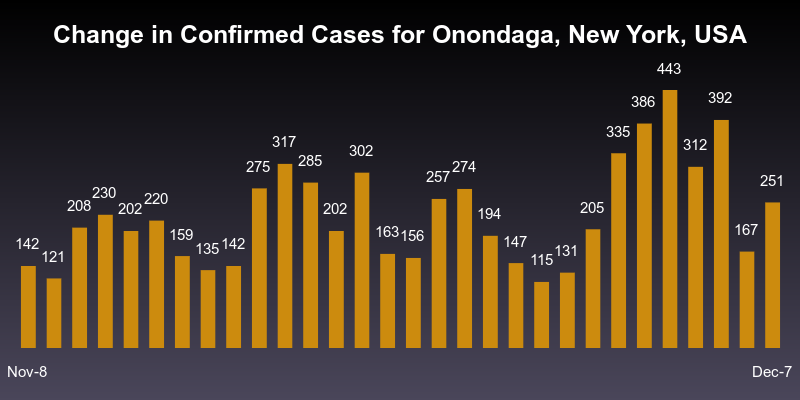 Change in Confirmed Cases for Onondaga, New York, USA
142 121 208 230 202 220 159 135 142 275 317 285 202 302 163 156 257 274 194 147 115 131 205 335 386 443 312 392 167 251
Nov-8 Dec-7